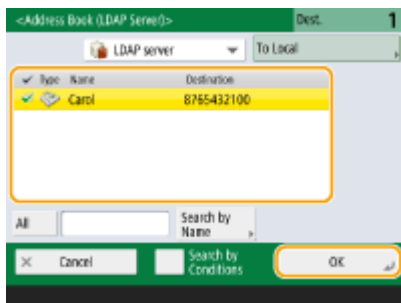 <Address Book (LDAP Server)> Dest. 1
LDAP server To Local
Type Name Destination
Carol 8765432100
All Search by
Name
× Cancel Search by
Conditions OK